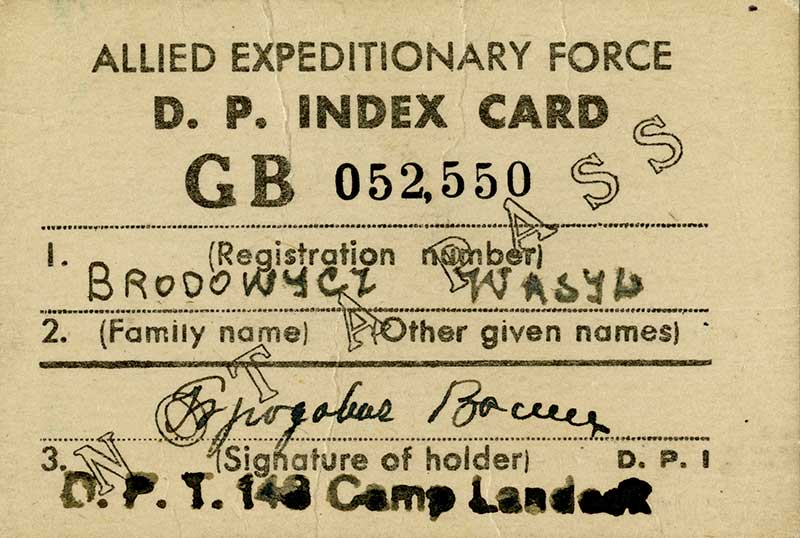 ALLIED EXPEDITIONARY FORCE
D. P. INDEX CARD
GB 052,550
1. (Registration number)
BRODOWYCZ WASYL
2. (Family name) (Other given names)
3. (Signature of holder) D. P. I
D. P. T. 148 Camp
NOT A PASS